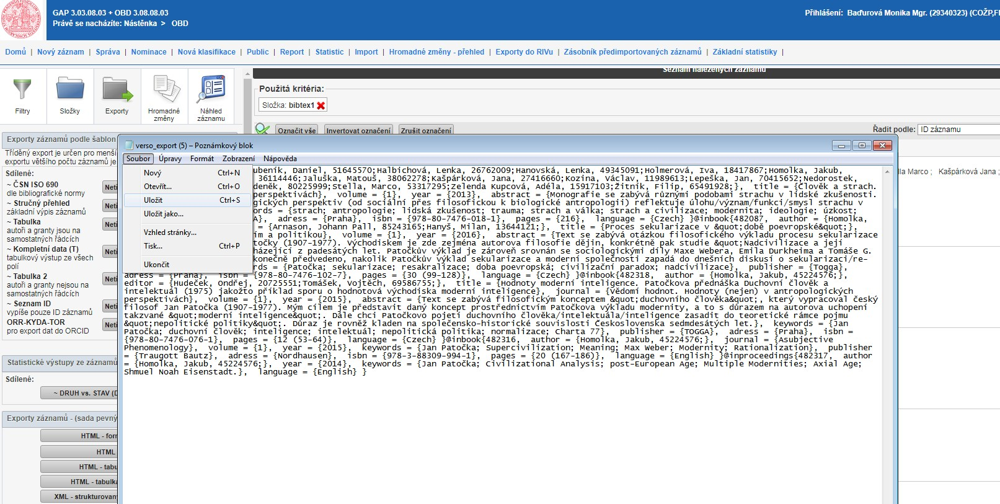 GAP 3.03.08.03 + OBD 3.08.08.03
Právě se nacházíte: Nástěnka > OBD
Přihlášení: Baďurová Monika Mgr. (29340323) (COŽP,F
Domů | Nový záznam | Správa | Nominace | Nová klasifikace | Public | Report | Statistic | Import | Hromadné změny - přehled | Exporty do RIVu | Zásobník předimportovaných záznamů | Základní statistiky |
Seznam nalezených záznamů
Filtry
Složky
Exporty
Hromadné změny
Náhled záznamu
Použitá kritéria:
Složka: bibtex1
Označit vše
Invertovat označení
Zrušit označení
Řadit podle: ID záznamu
lla Marco ; Kašpárková Jana ;
Exporty záznamů podle šablon
Tříděný export je určen pro menší
exportu většího počtu záznamů je
Sdílené:
~ ČSN ISO 690
dle bibliografické normy
Netř
~ Stručný přehled
základní výpis záznamů
Netř
~ Tabulka
autoři a granty jsou na
samostatných řádcích
Netř
~ Kompletní data (T)
tabulkový výstup ze všech
polí
Netř
~ Tabulka 2
autoři a granty nejsou na
samostatných řádcích
Netř
~ Seznam ID
vypíše pouze ID záznamů
Netř
ORR-KYDA-TOR
pro export dat do ORCID
Netř
Statistické výstupy ze záznamů
Sdílené:
~ DRUH vs. STAV (D
Exporty záznamů - (sada pevný
HTML - forn
HTML
HTML - tabu
HTML - tabulka
XML - strukturovan
verso_export (5) – Poznámkový blok
Soubor Úpravy Formát Zobrazení Nápověda
Nový Ctrl+N
Otevřít... Ctrl+O
Uložit Ctrl+S
Uložit jako...
Vzhled stránky...
Tisk... Ctrl+P
Ukončit
ubeník, Daniel, 51645570;Halbichová, Lenka, 26762009;Hanovská, Lenka, 49345091;Holmerová, Iva, 18417867;Homolka, Jakub,
36114446;Jaluška, Matouš, 38062278;Kašpárková, Jana, 27416660;Kozina, Václav, 11989613;Lepeška, Jan, 70415652;Nedorostek,
deněk, 80225999;Stella, Marco, 53317295;Zelenda Kupcová, Adéla, 15917103;Žitník, Filip, 65491928;}, title = {Člověk a strach.
perspektivách}, volume = {1}, year = {2013}, abstract = {Monografie se zabývá různými podobami strachu v lidské zkušenosti.
gických perspektiv (od sociální přes filosofickou k biologické antropologii) reflektuje úlohu/význam/funkci/smysl strachu v
rds = {strach; antropologie; lidská zkušenost; trauma; strach a válka; strach a civilizace; modernita; ideologie; úzkost;
A}, adress = {Praha}, isbn = {978-80-7476-018-1}, pages = {216}, language = {Czech} }@inbook{482087, author = {Homolka,
= {Arnason, Johann Pall, 85243165;Hanyš, Milan, 13644121;}, title = {Proces sekularizace v &quot;době poevropské&quot;},
ím a politikou}, volume = {1}, year = {2016}, abstract = {Text se zabývá otázkou filosofického výkladu procesu sekularizace
točky (1907-1977). Východiskem je zde zejména autorova filosofie dějin, konkrétně pak studie &quot;Nadcivilizace a její
házející z padesátých let. Patočkův výklad je zároveň srovnán se sociologickými díly Maxe Webera, Emila Durkheima a Tomáše G.
konečně předvedeno, nakolik Patočkův výklad sekularizace a moderní společnosti zapadá do dnešních diskusí o sekularizaci/re-
rds = {Patočka; sekularizace; resakralizace; doba poevropská; civilizační paradox; nadcivilizace}, publisher = {Togga},
adress = {Praha}, isbn = {978-80-7476-102-7}, pages = {30 (99-128)}, language = {Czech} }@inbook{482318, author = {Homolka, Jakub, 45224576;},
editor = {Hudeček, Ondřej, 20725551;Tomášek, Vojtěch, 69586755;}, title = {Hodnoty moderní inteligence. Patočkova přednáška Duchovní člověk a
intelektuál (1975) jakožto příklad sporu o hodnotová východiska moderní inteligence}, journal = {Vědomí hodnot. Hodnoty (nejen) v antropologických
perspektivách}, volume = {1}, year = {2015}, abstract = {Text se zabývá filosofickým konceptem &quot;duchovního člověka&quot;, který vypracoval český
filosof Jan Patočka (1907-1977). Mým cílem je představit daný koncept prostřednictvím Patočkova výkladu modernity, a to s důrazem na autorova uchopení
takzvané &quot;moderní inteligence&quot;. Dále chci Patočkovo pojetí duchovního člověka/intelektuála/inteligence zasadit do teoretické rámce pojmu
&quot;nepolitické politiky&quot;. Důraz je rovněž kladen na společensko-historické souvislosti Československa sedmdesátých let.}, keywords = {Jan
Patočka; duchovní člověk; inteligence; intelektuál; nepolitická politika; normalizace; Charta 77}, publisher = {TOGGA}, adress = {Praha}, isbn =
{978-80-7476-076-1}, pages = {12 (53-64)}, language = {Czech} }@inbook{482316, author = {Homolka, Jakub, 45224576;}, journal = {Asubjective
Phenomenology}, volume = {1}, year = {2015}, keywords = {Jan Patočka; Supercivilization; Meaning; Max Weber; Modernity; Rationalization}, publisher
= {Traugott Bautz}, adress = {Nordhausen}, isbn = {978-3-88309-994-1}, pages = {20 (167-186)}, language = {English} }@inproceedings{482317, author
= {Homolka, Jakub, 45224576;}, year = {2014}, keywords = {Jan Patočka; Civilizational Analysis; post-European Age; Multiple Modernities; Axial Age;
Shmuel Noah Eisenstadt.}, language = {English} }